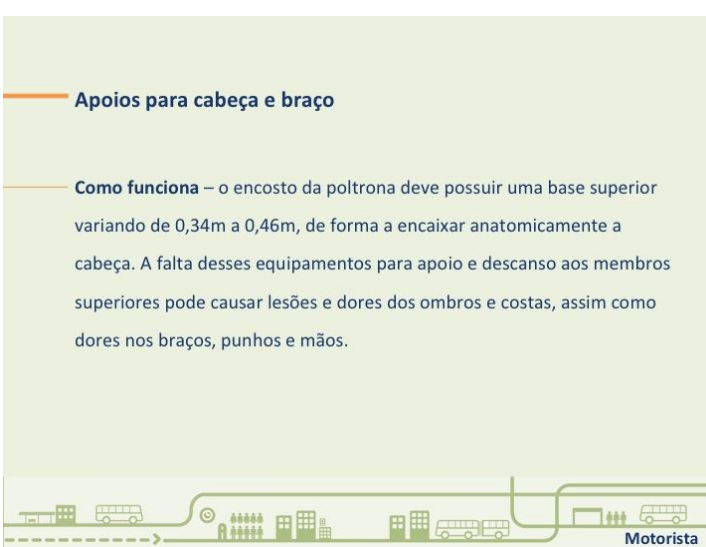 Apoios para cabeça e braço
Como funciona – o encosto da poltrona deve possuir uma base superior
variando de 0,34m a 0,46m, de forma a encaixar anatomicamente a
cabeça. A falta desses equipamentos para apoio e descanso aos membros
superiores pode causar lesões e dores dos ombros e costas, assim como
dores nos braços, punhos e mãos.
Motorista